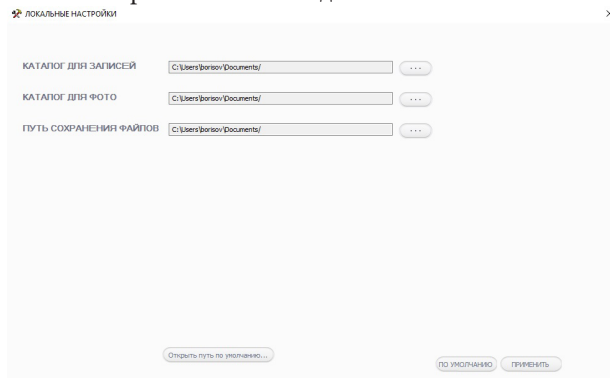 ЛОКАЛЬНЫЕ НАСТРОЙКИ
КАТАЛОГ ДЛЯ ЗАПИСЕЙ C:\Users\borisov\Documents/ ...
КАТАЛОГ ДЛЯ ФОТО C:\Users\borisov\Documents/ ...
ПУТЬ СОХРАНЕНИЯ ФАЙЛОВ C:\Users\borisov\Documents/ ...
Открыть путь по умолчанию...
ПО УМОЛЧАНИЮ ПРИМЕНИТЬ